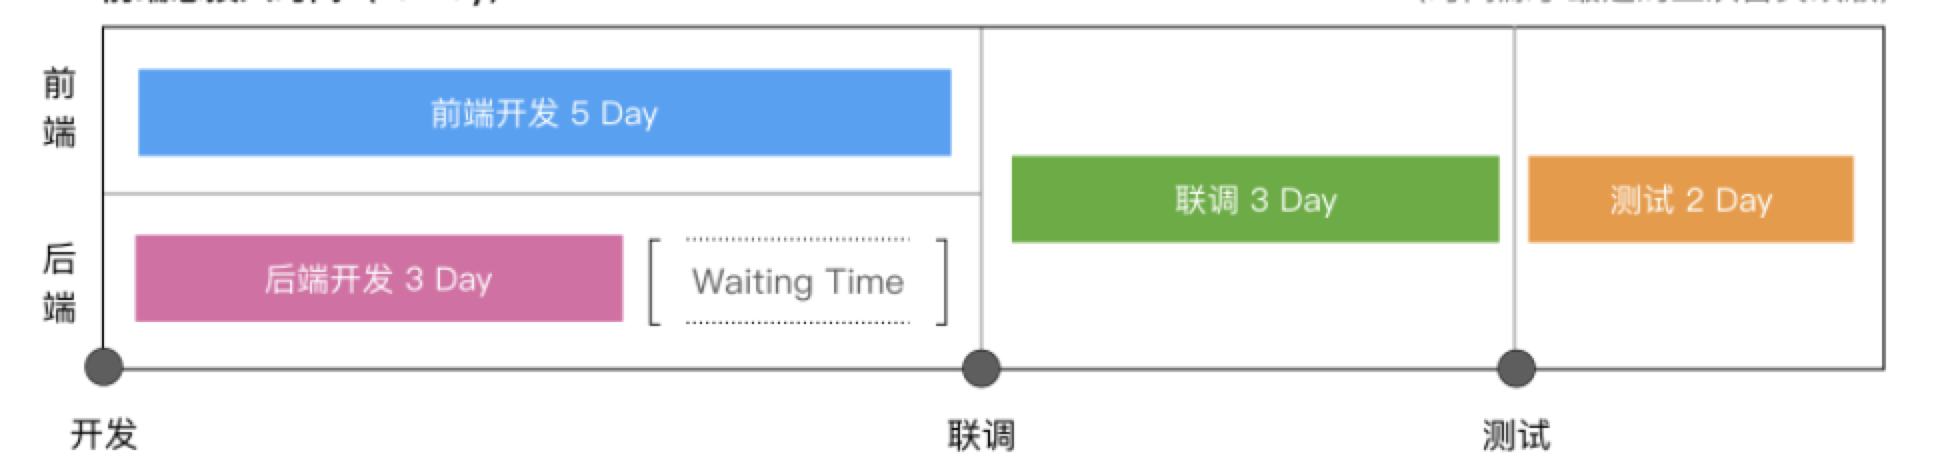 前端
前端开发 5 Day
联调 3 Day
测试 2 Day
后端
后端开发 3 Day
Waiting Time
开发
联调
测试